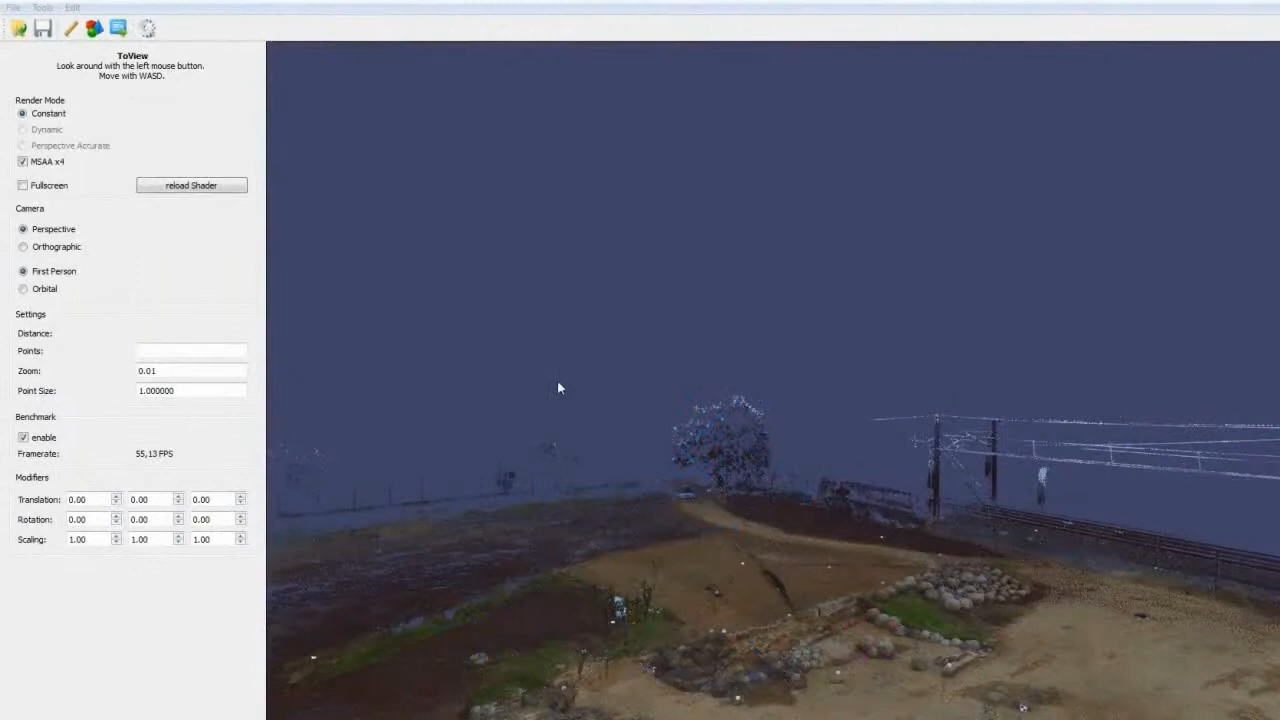 File Tools Edit
ToView
Look around with the left mouse button.
Move with WASD.
Render Mode
Constant
Dynamic
Perspective Accurate
MSAA x4
Fullscreen reload Shader
Camera
Perspective
Orthographic
First Person
Orbital
Settings
Distance:
Points:
Zoom: 0.01
Point Size: 1.000000
Benchmark
enable
Framerate: 55,13 FPS
Modifiers
Translation: 0.00 0.00 0.00
Rotation: 0.00 0.00 0.00
Scaling: 1.00 1.00 1.00